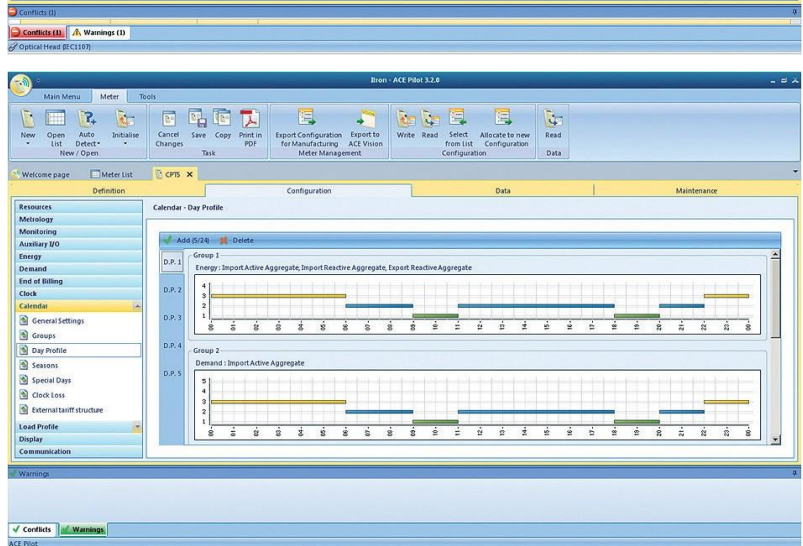 Conflicts (1)
Conflicts (1) Warnings (1)
Optical Head (IEC1107)
Itron - ACE Pilot 3.2.0
Main Menu Meter Tools
New Open List Auto Detect Initialise Cancel Changes Save Copy Print in PDF Export Configuration for Manufacturing Export to ACE Vision Write Read Select from List Allocate to new Configuration Read
New / Open Task Meter Management Configuration Data
Welcome page Meter List CPT5
Definition Configuration Data Maintenance
Resources
Metrology
Monitoring
Auxiliary I/O
Energy
Demand
End of Billing
Clock
Calendar
General Settings
Groups
Day Profile
Seasons
Special Days
Clock Loss
External tariff structure
Load Profile
Display
Communication
Calendar - Day Profile
Add (5/24) Delete
D.P. 1
D.P. 2
D.P. 3
D.P. 4
D.P. 5
Group 1
Energy : Import Active Aggregate, Import Reactive Aggregate, Export Reactive Aggregate
4
3
2
1
00 01 02 03 04 05 06 07 08 09 10 11 12 13 14 15 16 17 18 19 20 21 22 23 00
Group 2
Demand : Import Active Aggregate
5
4
3
2
1
00 01 02 03 04 05 06 07 08 09 10 11 12 13 14 15 16 17 18 19 20 21 22 23 00
Warnings
Conflicts Warnings
ACE Pilot